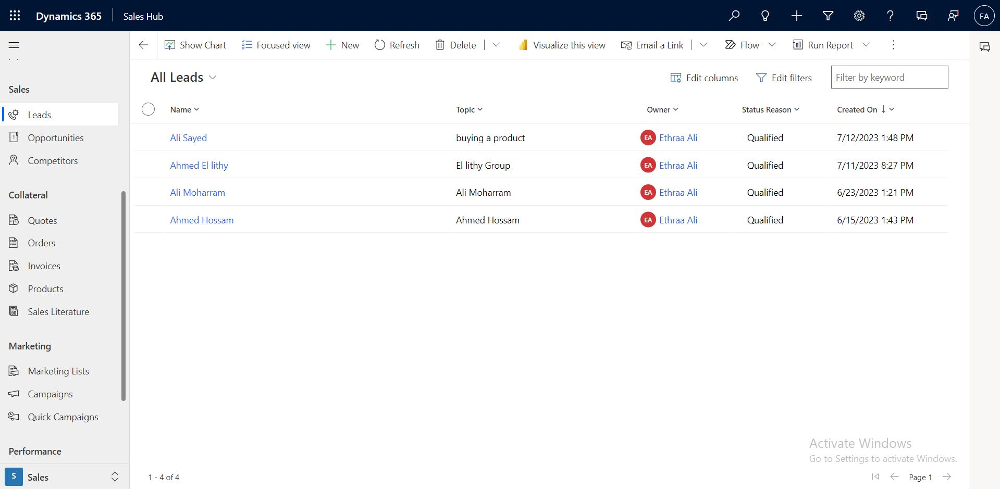 Dynamics 365
Sales Hub
EA
Show Chart
Focused view
New
Refresh
Delete
Visualize this view
Email a Link
Flow
Run Report
Sales
Leads
Opportunities
Competitors
Collateral
Quotes
Orders
Invoices
Products
Sales Literature
Marketing
Marketing Lists
Campaigns
Quick Campaigns
Performance
S Sales
All Leads
Edit columns
Edit filters
Filter by keyword
Name Topic Owner Status Reason Created On
Ali Sayed buying a product EA Ethraa Ali Qualified 7/12/2023 1:48 PM
Ahmed El lithy El lithy Group EA Ethraa Ali Qualified 7/11/2023 8:27 PM
Ali Moharram Ali Moharram EA Ethraa Ali Qualified 6/23/2023 1:21 PM
Ahmed Hossam Ahmed Hossam EA Ethraa Ali Qualified 6/15/2023 1:43 PM
Activate Windows
Go to Settings to activate Windows.
1 - 4 of 4
Page 1